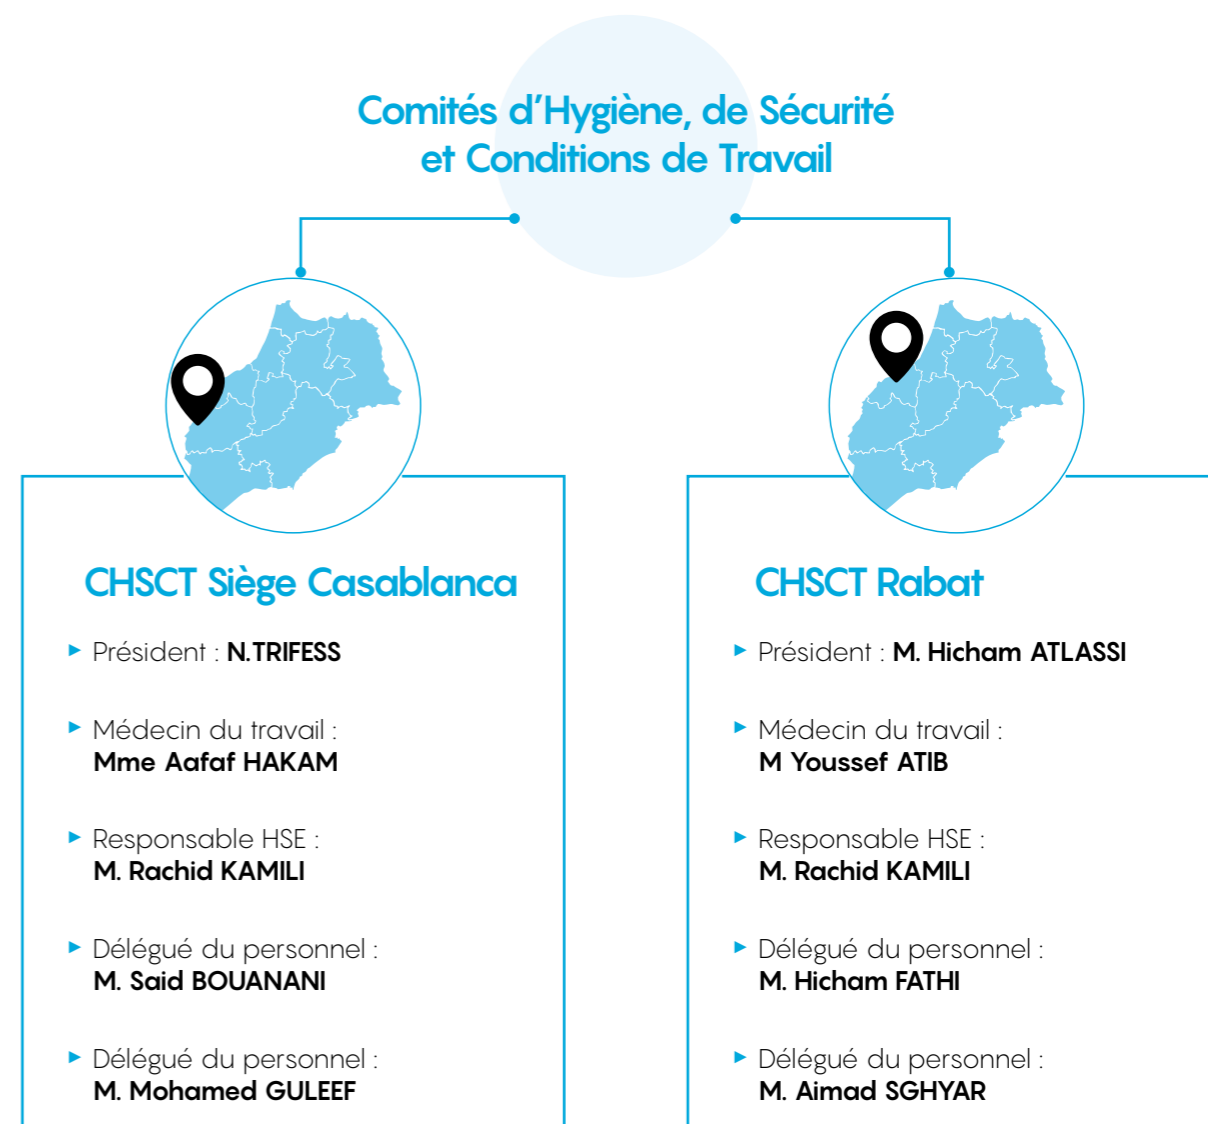 Comités d’Hygiène, de Sécurité
et Conditions de Travail
CHSCT Siège Casablanca
Président : N.TRIFESS
Médecin du travail :
Mme Aafaf HAKAM
Responsable HSE :
M. Rachid KAMILI
Délégué du personnel :
M. Said BOUANANI
Délégué du personnel :
M. Mohamed GULEEF
CHSCT Rabat
Président : M. Hicham ATLASSI
Médecin du travail :
M Youssef ATIB
Responsable HSE :
M. Rachid KAMILI
Délégué du personnel :
M. Hicham FATHI
Délégué du personnel :
M. Aimad SGHYAR